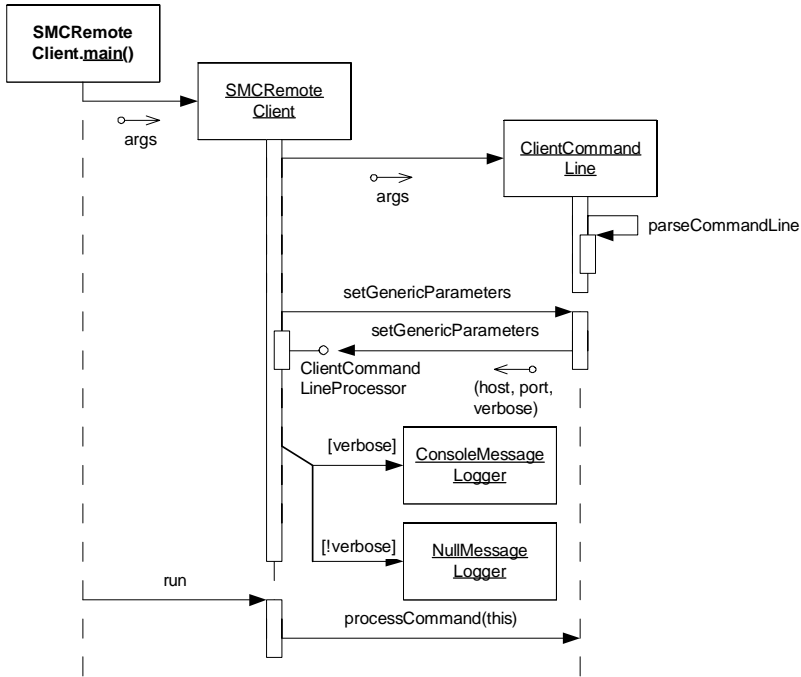 SMCRemote
Client.main()
SMCRemote
Client
args
ClientCommand
Line
args
parseCommandLine
setGenericParameters
setGenericParameters
ClientCommand
LineProcessor
(host, port,
verbose)
[verbose]
ConsoleMessage
Logger
[!verbose]
NullMessage
Logger
run
processCommand(this)